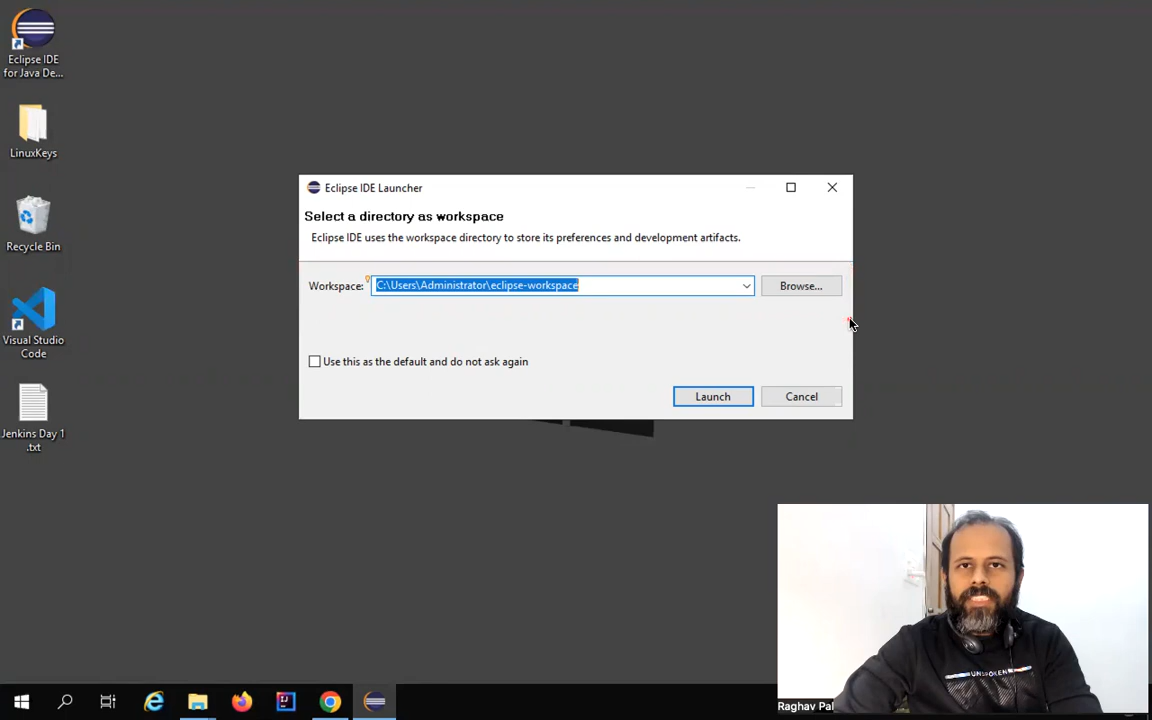 Eclipse IDE
for Java De...
LinuxKeys
Recycle Bin
Visual Studio
Code
Jenkins Day 1
.txt
Eclipse IDE Launcher
Select a directory as workspace
Eclipse IDE uses the workspace directory to store its preferences and development artifacts.
Workspace: C:\Users\Administrator\eclipse-workspace Browse...
Use this as the default and do not ask again
Launch Cancel
Raghav Pal